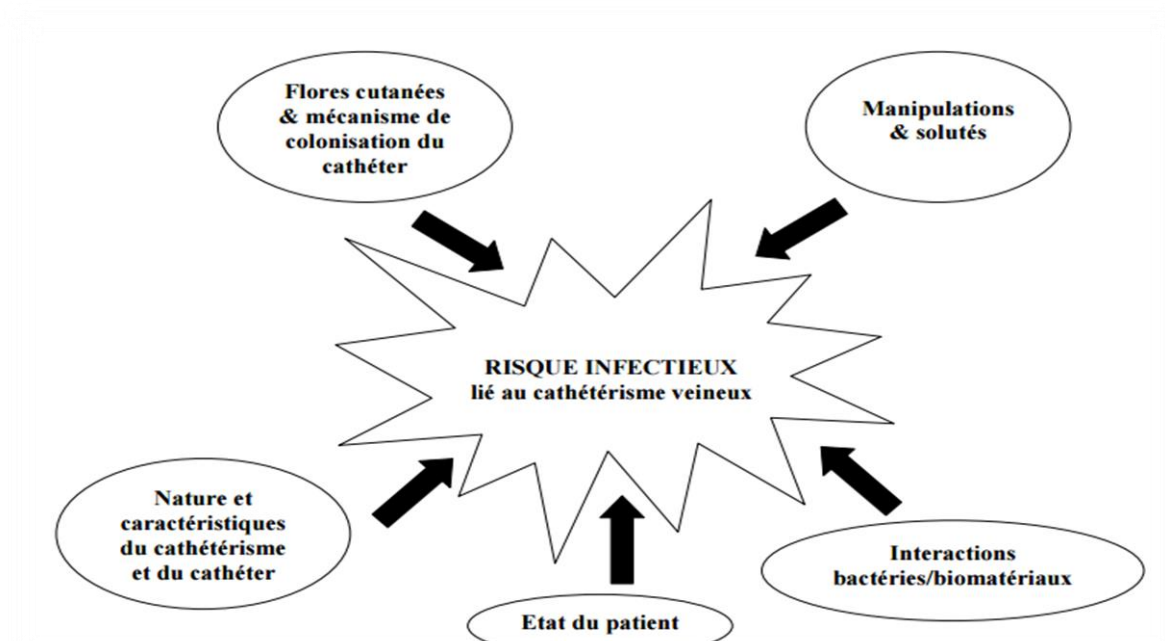 Flores cutanées
& mécanisme de
colonisation du
cathéter
Manipulations
& solutés
RISQUE INFECTIEUX
lié au cathétérisme veineux
Nature et
caractéristiques
du cathétérisme
et du cathéter
Interactions
bactéries/biomatériaux
Etat du patient